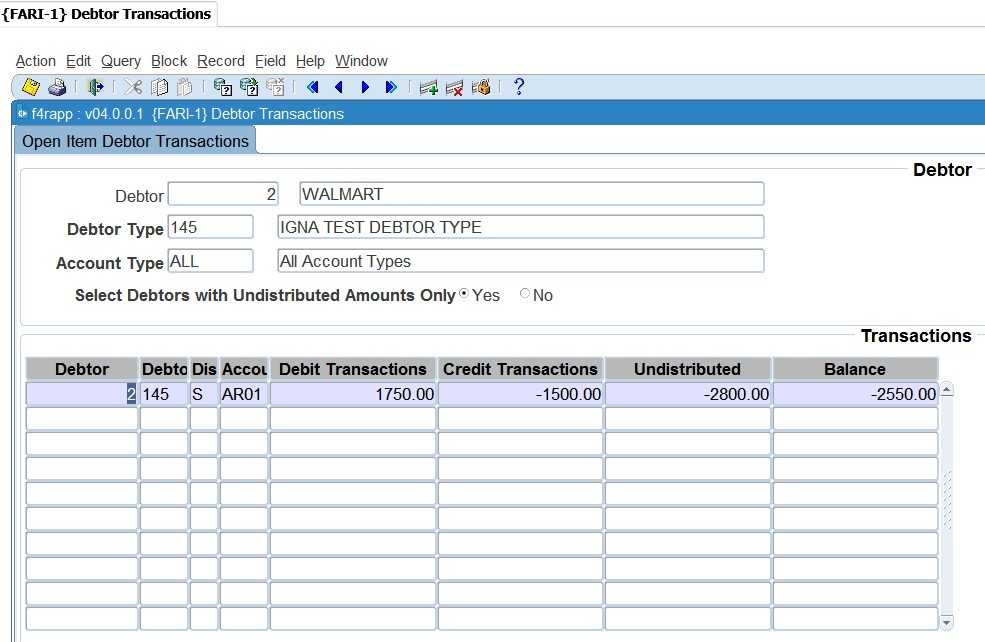 {FARI-1} Debtor Transactions
Action Edit Query Block Record Field Help Window
f4rapp : v04.0.0.1 {FARI-1} Debtor Transactions
Open Item Debtor Transactions
Debtor
Debtor 2 WALMART
Debtor Type 145 IGNA TEST DEBTOR TYPE
Account Type ALL All Account Types
Select Debtors with Undistributed Amounts Only Yes No
Transactions
Debtor Debto Dis Accou Debit Transactions Credit Transactions Undistributed Balance
2 145 S AR01 1750.00 -1500.00 -2800.00 -2550.00